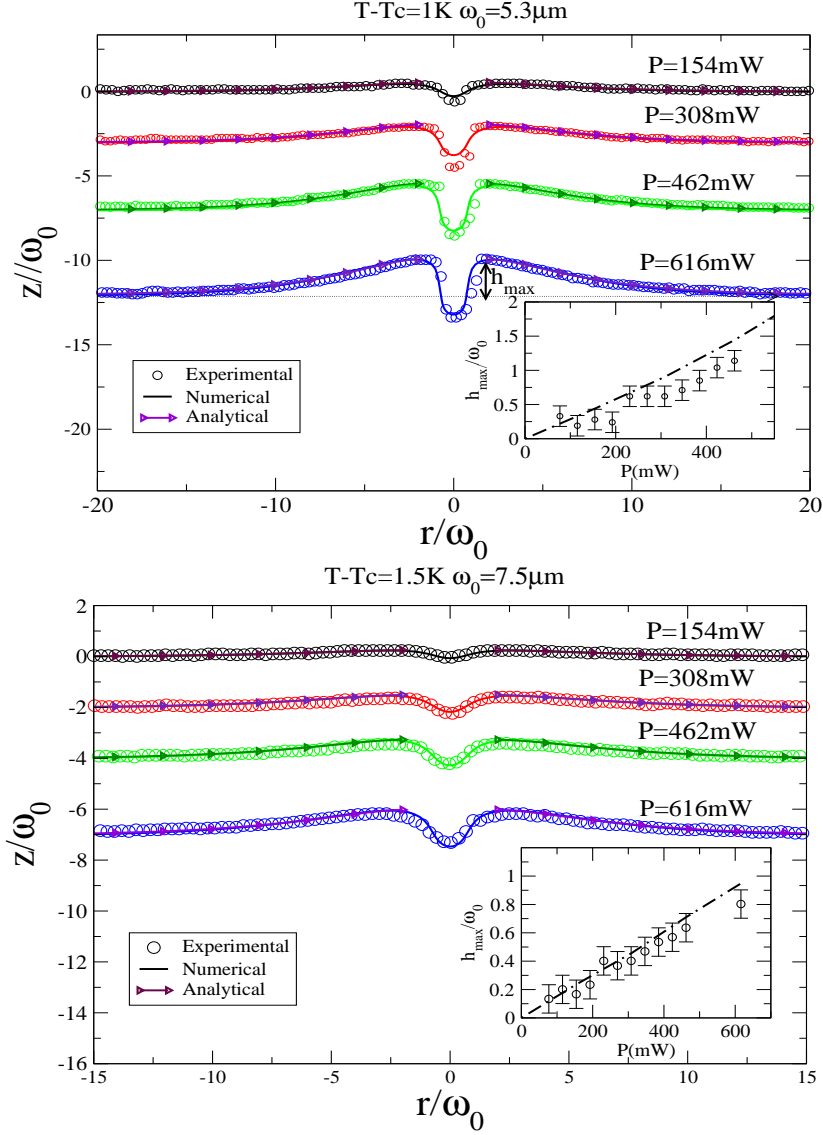 T-Tc=1K ω0=5.3μm
0
-5
-10
-15
-20
z//ω0
P=154mW
P=308mW
P=462mW
P=616mW
hmax
Experimental
Numerical
Analytical
2
1.5
1
0.5
0
hmax/ω0
0 200 400
P(mW)
-20 -10 0 10 20
r/ω0
T-Tc=1.5K ω0=7.5μm
2
0
-2
-4
-6
-8
-10
-12
-14
-16
z/ω0
P=154mW
P=308mW
P=462mW
P=616mW
Experimental
Numerical
Analytical
1
0.8
0.6
0.4
0.2
0
hmax/ω0
0 200 400 600
P(mW)
-15 -10 -5 0 5 10 15
r/ω0